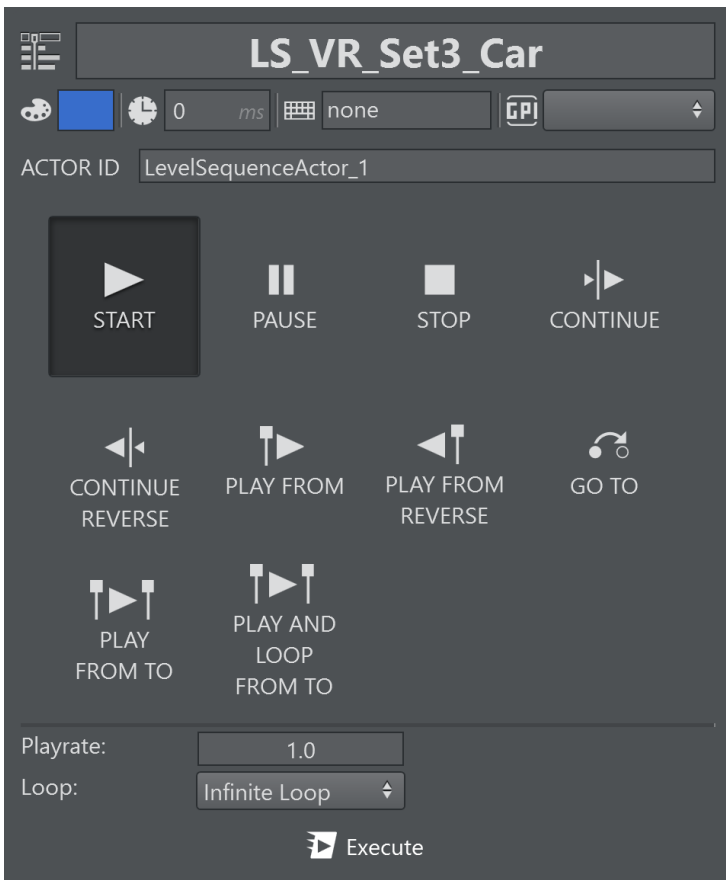 LS_VR_Set3_Car
0 ms none GPI
ACTOR ID LevelSequenceActor_1
START PAUSE STOP CONTINUE
CONTINUE REVERSE
PLAY FROM
PLAY FROM REVERSE
GO TO
PLAY
FROM TO
PLAY AND
LOOP
FROM TO
Playrate: 1.0
Loop: Infinite Loop
Execute